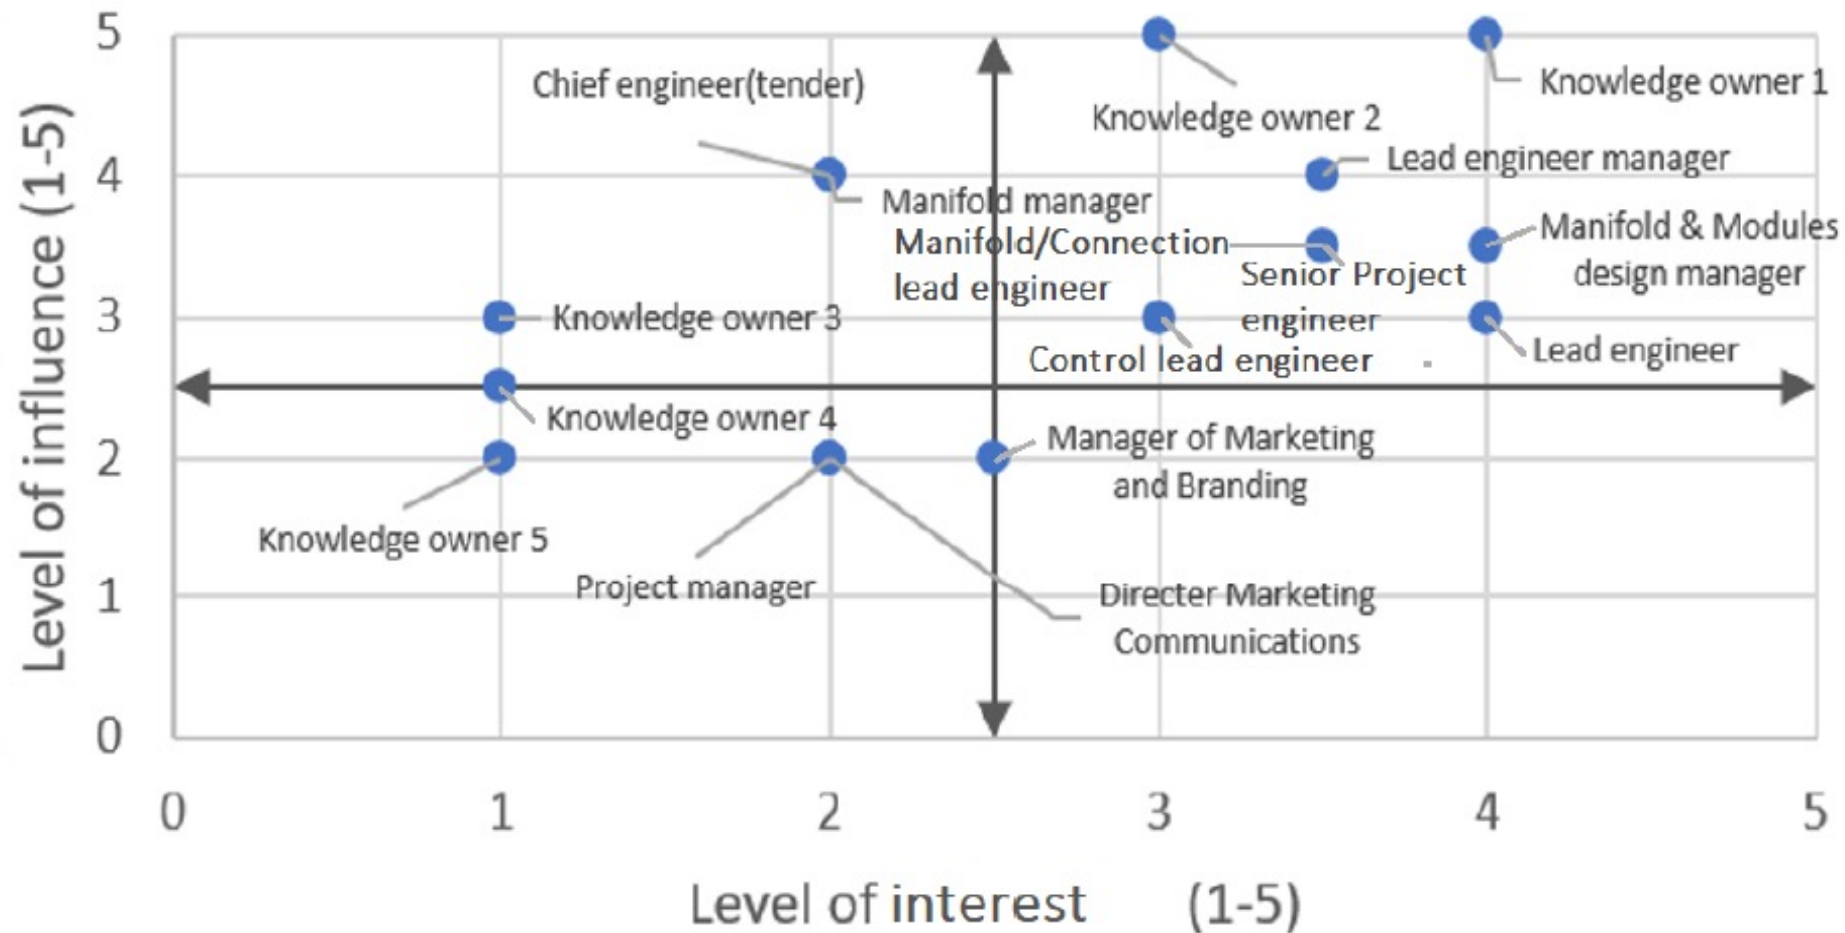 Level of influence (1-5)
5
4
3
2
1
0
Chief engineer(tender)
Knowledge owner 1
Knowledge owner 2
Lead engineer manager
Manifold manager
Manifold/Connection
lead engineer
Manifold & Modules
design manager
Senior Project
engineer
Knowledge owner 3
Control lead engineer
Lead engineer
Knowledge owner 4
Manager of Marketing
and Branding
Knowledge owner 5
Project manager
Directer Marketing
Communications
0 1 2 3 4 5
Level of interest (1-5)